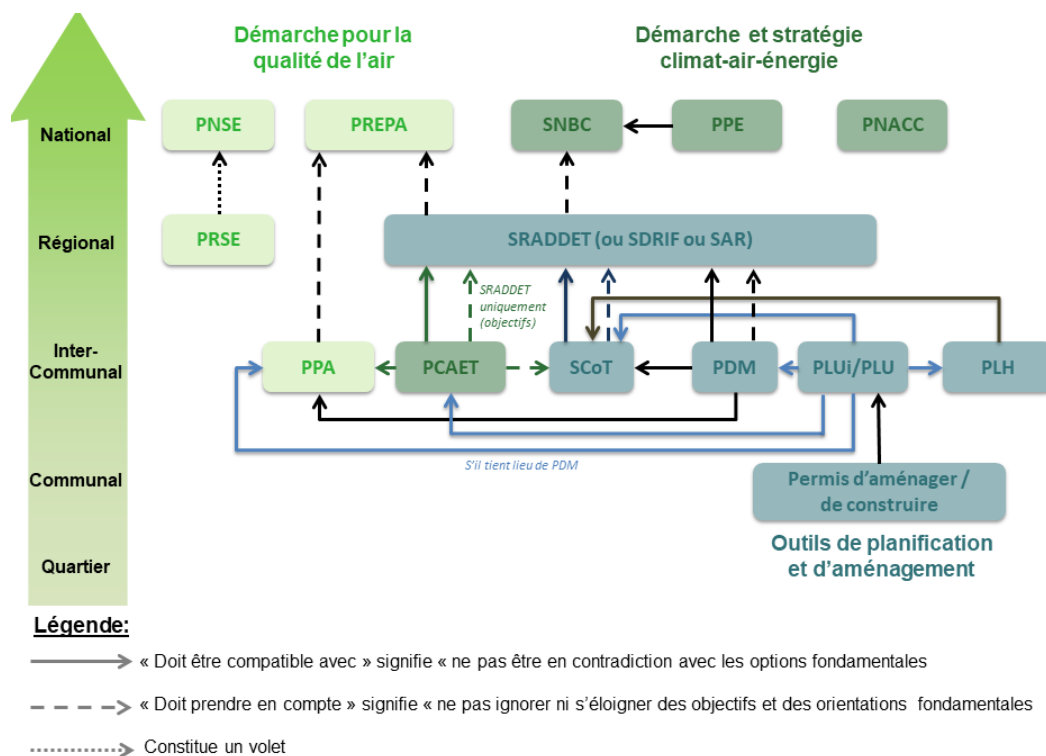 Démarche pour la
qualité de l'air
Démarche et stratégie
climat-air-énergie
National
PNSE
PREPA
SNBC
PPE
PNACC
Régional
PRSE
SRADDET (ou SDRIF ou SAR)
SRADDET
uniquement
(objectifs)
Inter-
Communal
PPA
PCAET
SCoT
PDM
PLUi/PLU
PLH
S'il tient lieu de PDM
Communal
Permis d'aménager /
de construire
Quartier
Outils de planification
et d'aménagement
Légende:
« Doit être compatible avec » signifie « ne pas être en contradiction avec les options fondamentales
« Doit prendre en compte » signifie « ne pas ignorer ni s'éloigner des objectifs et des orientations fondamentales
Constitue un volet